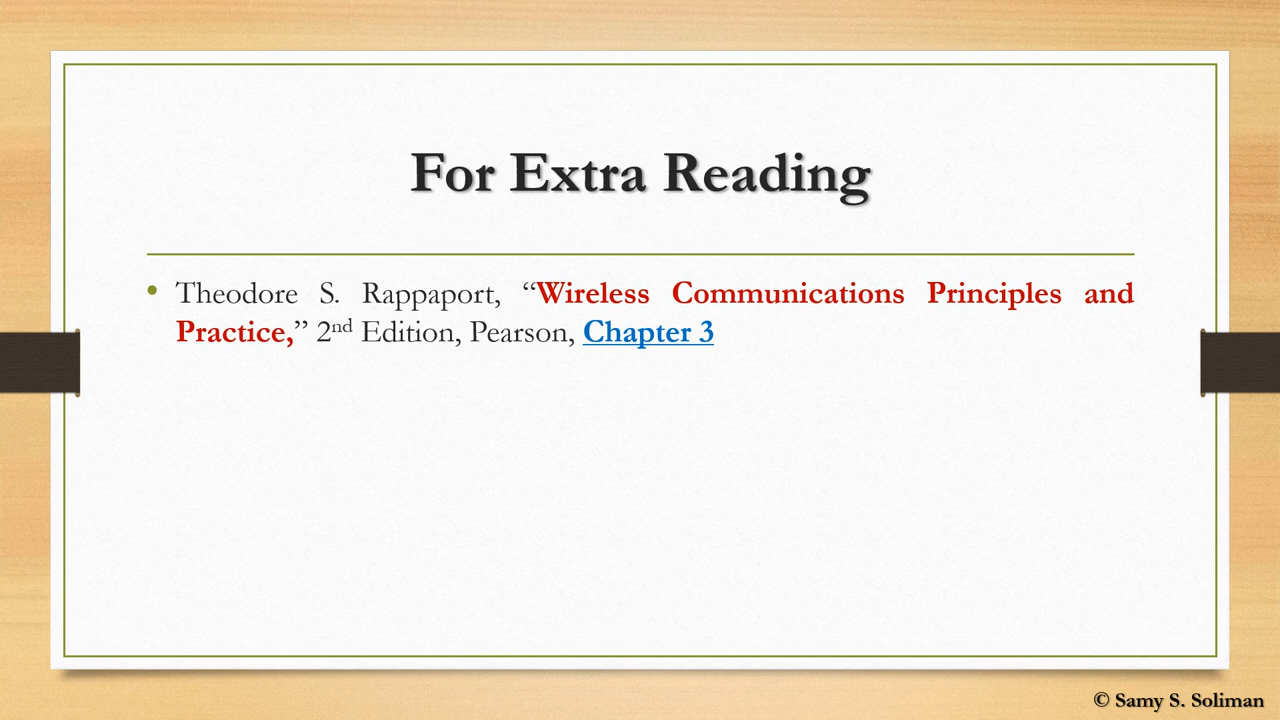 For Extra Reading
• Theodore S. Rappaport, “Wireless Communications Principles and
Practice,” 2nd Edition, Pearson, Chapter 3
© Samy S. Soliman